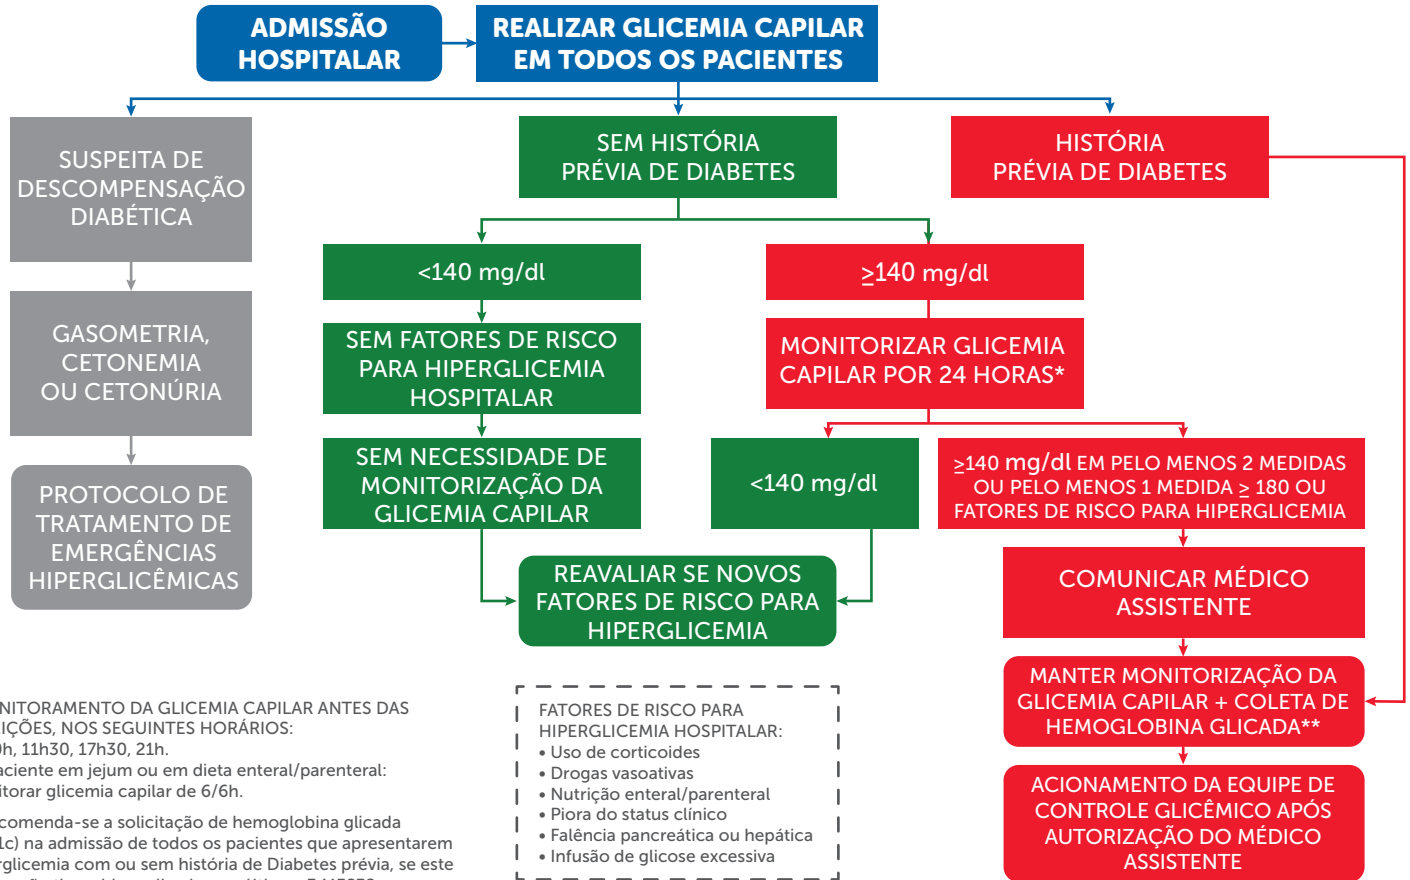 ADMISSÃO
HOSPITALAR
REALIZAR GLICEMIA CAPILAR
EM TODOS OS PACIENTES
SUSPEITA DE
DESCOMPENSAÇÃO
DIABÉTICA
GASOMETRIA,
CETONEMIA
OU CETONÚRIA
PROTOCOLO DE
TRATAMENTO DE
EMERGÊNCIAS
HIPERGLICÊMICAS
SEM HISTÓRIA
PRÉVIA DE DIABETES
<140 mg/dl
SEM FATORES DE RISCO
PARA HIPERGLICEMIA
HOSPITALAR
SEM NECESSIDADE DE
MONITORIZAÇÃO DA
GLICEMIA CAPILAR
≥140 mg/dl
MONITORIZAR GLICEMIA
CAPILAR POR 24 HORAS*
<140 mg/dl
REAVALIAR SE NOVOS
FATORES DE RISCO PARA
HIPERGLICEMIA
≥140 mg/dl EM PELO MENOS 2 MEDIDAS
OU PELO MENOS 1 MEDIDA ≥ 180 OU
FATORES DE RISCO PARA HIPERGLICEMIA
COMUNICAR MÉDICO
ASSISTENTE
HISTÓRIA
PRÉVIA DE DIABETES
MANTER MONITORIZAÇÃO DA
GLICEMIA CAPILAR + COLETA DE
HEMOGLOBINA GLICADA**
ACIONAMENTO DA EQUIPE DE
CONTROLE GLICÊMICO APÓS
AUTORIZAÇÃO DO MÉDICO
ASSISTENTE
NITORAMENTO DA GLICEMIA CAPILAR ANTES DAS
EIÇÕES, NOS SEGUINTES HORÁRIOS:
0h, 11h30, 17h30, 21h.
aciente em jejum ou em dieta enteral/parenteral:
itorar glicemia capilar de 6/6h.
comenda-se a solicitação de hemoglobina glicada
1c) na admissão de todos os pacientes que apresentarem
erglicemia com ou sem história de Diabetes prévia, se este
FATORES DE RISCO PARA
HIPERGLICEMIA HOSPITALAR:
• Uso de corticoides
• Drogas vasoativas
• Nutrição enteral/parenteral
• Piora do status clínico
• Falência pancreática ou hepática
• Infusão de glicose excessiva